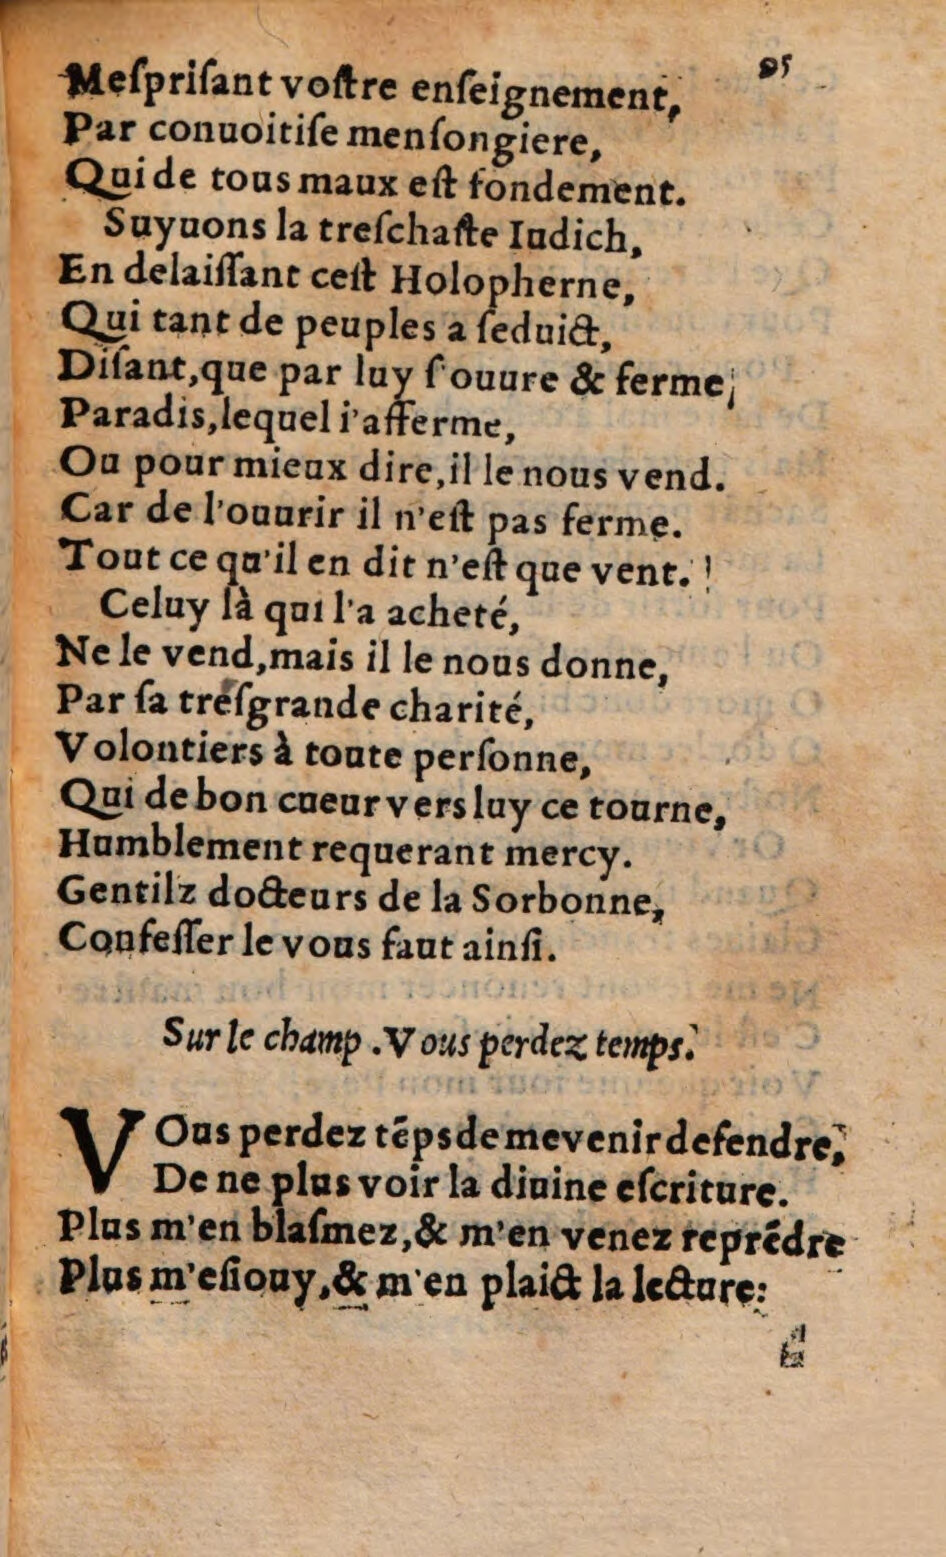 95
Meſpriſant voſtre enſeignement,
Par conuoitiſe menſongiere,
Qui de tous maux eſt fondement.
Suyuons la treſchaſte Iudich,
En delaiſſant ceſt Holopherne,
Qui tant de peuples a ſeduict,
Diſant, que par luy ſ'ouure & ferme,
Paradis, lequel i'afferme,
Ou pour mieux dire, il le nous vend.
Car de l'ouurir il n'eſt pas ferme.
Tout ce qu'il en dit n'eſt que vent. !
Celuy là qui l'a acheté,
Ne le vend, mais il le nous donne,
Par ſa tréſgrande charité,
Volontiers à toute perſonne,
Qui de bon cueur vers luy ce tourne,
Humblement requerant mercy.
Gentilz docteurs de la Sorbonne,
Confeſſer le vous faut ainſi.
Sur le champ . Vous perdez temps.
VOus perdez tẽps de me venir defendre,
De ne plus voir la diuine eſcriture.
Plus m'en blaſmez, & m'en venez reprẽdre
Plus m'eſiouy, & m'en plaict la lecture: